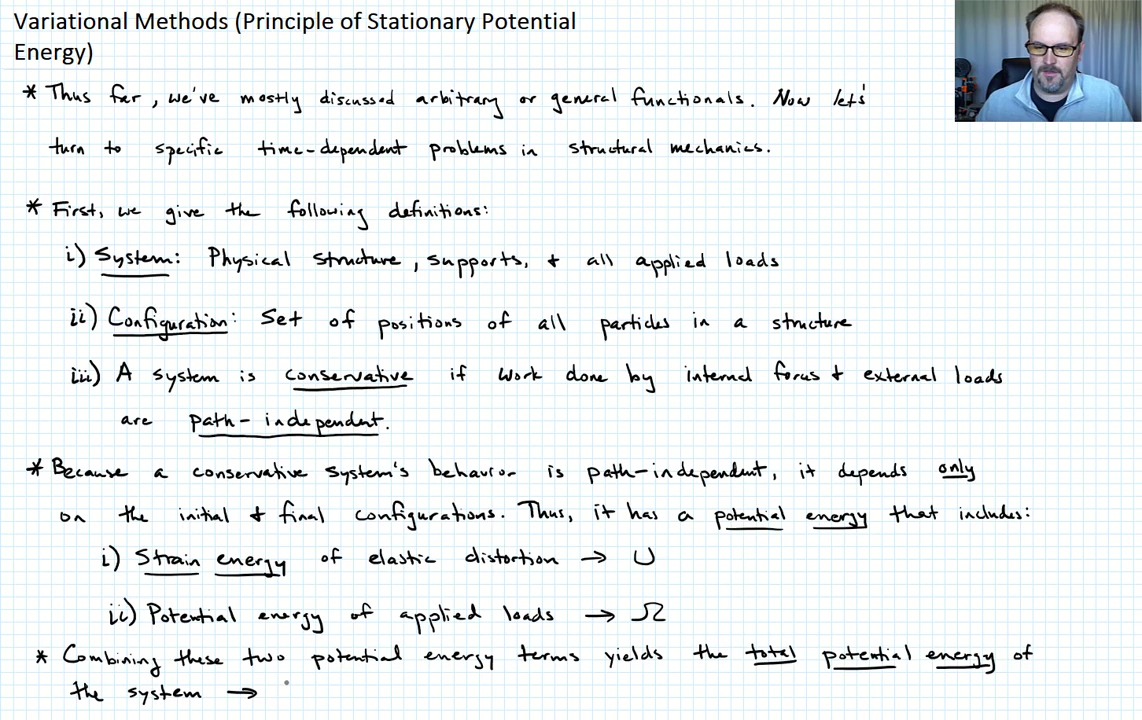 Variational Methods (Principle of Stationary Potential
Energy)
* Thus far, we've mostly discussed arbitrary or general functionals. Now let's
turn to specific time-dependent problems in structural mechanics.
* First, we give the following definitions:
i) System: Physical structure, supports, + all applied loads
ii) Configuration: Set of positions of all particles in a structure
iii) A system is conservative if work done by internal forces + external loads
are path-independent.
* Because a conservative system's behavior is path-independent, it depends only
on the initial + final configurations. Thus, it has a potential energy that includes:
i) Strain energy of elastic distortion → U
ii) Potential energy of applied loads → Ω
* Combining these two potential energy terms yields the total potential energy of
the system →